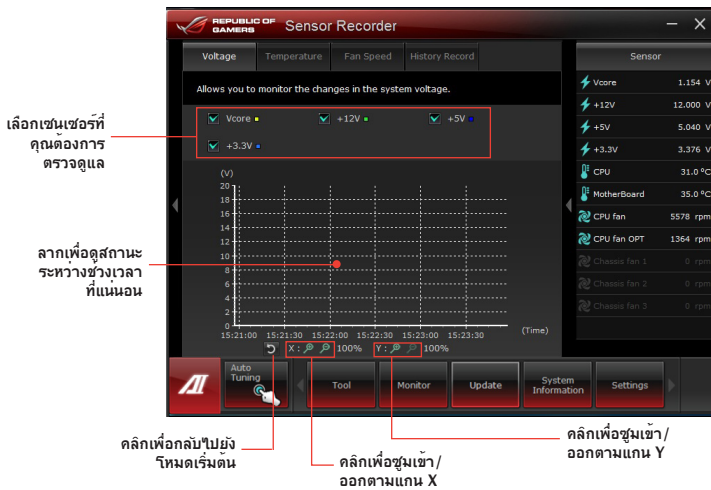 REPUBLIC OF
GAMERS
Sensor Recorder
Voltage
Temperature
Fan Speed
History Record
Sensor
Allows you to monitor the changes in the system voltage.
Vcore
+12V
+5V
+3.3V
Vcore 1.154 V
+12V 12.000 V
+5V 5.040 V
+3.3V 3.376 V
CPU 31.0 °C
MotherBoard 35.0 °C
CPU fan 5578 rpm
CPU fan OPT 1364 rpm
Chassis fan 1 0 rpm
Chassis fan 2 0 rpm
Chassis fan 3 0 rpm
เลือกเซนเซอร์ที่
คุณต้องการ
ตรวจดูแล
(V)
20
18
16
14
12
10
8
6
4
2
0
15:21:00 15:21:30 15:22:00 15:22:30 15:23:00 15:23:30
(Time)
ลากเพื่อดูสถานะ
ระหว่างช่วงเวลา
ที่แน่นอน
X : 100% Y : 100%
Auto
Tuning
Tool
Monitor
Update
System
Information
Settings
คลิกเพื่อกลับไปยัง
โหมดเริ่มต้น
คลิกเพื่อซูมเข้า/
ออกตามแกน X
คลิกเพื่อซูมเข้า/
ออกตามแกน Y